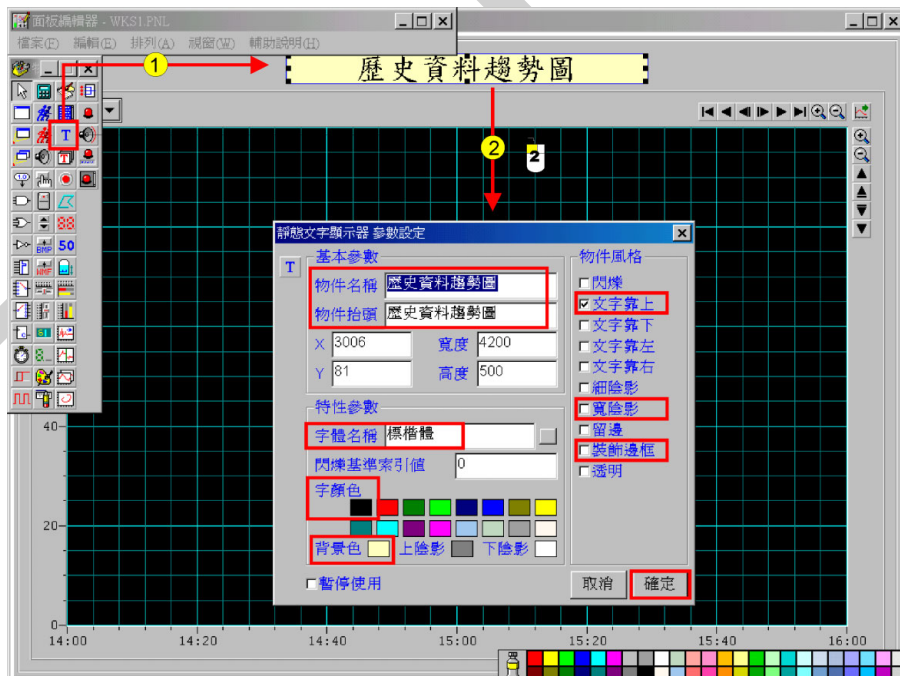 面板編輯器 - WKS1.PNL
檔案(F) 編輯(E) 排列(A) 視窗(W) 輔助說明(H)
1
歷史資料趨勢圖
T
2
2
T
1.0
88
BMP 50
WMF
靜態文字顯示器 參數設定
T
基本參數
物件名稱 歷史資料趨勢圖
物件抬頭 歷史資料趨勢圖
X 3006 寬度 4200
Y 81 高度 500
特性參數
字體名稱 標楷體
閃爍基準索引值 0
字顏色
背景色 上陰影 下陰影
暫停使用
物件風格
閃爍
文字靠上
文字靠下
文字靠左
文字靠右
細陰影
寬陰影
留邊
裝飾邊框
透明
取消 確定
40
20
0
14:00 14:20 14:40 15:00 15:20 15:40 16:00